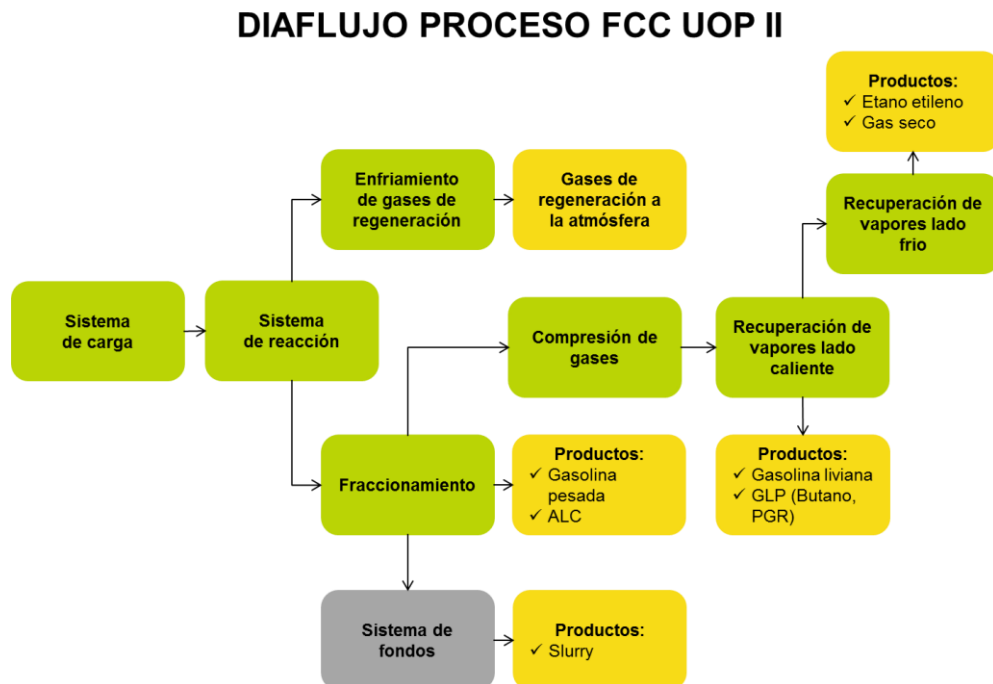 DIAFLUJO PROCESO FCC UOP II
Productos:
✓ Etano etileno
✓ Gas seco
Enfriamiento
de gases de
regeneración
Gases de
regeneración a
la atmósfera
Recuperación de
vapores lado
frio
Sistema
de carga
Sistema
de reacción
Compresión de
gases
Recuperación de
vapores lado
caliente
Fraccionamiento
Productos:
✓ Gasolina
pesada
✓ ALC
Productos:
✓ Gasolina liviana
✓ GLP (Butano,
PGR)
Sistema de
fondos
Productos:
✓ Slurry